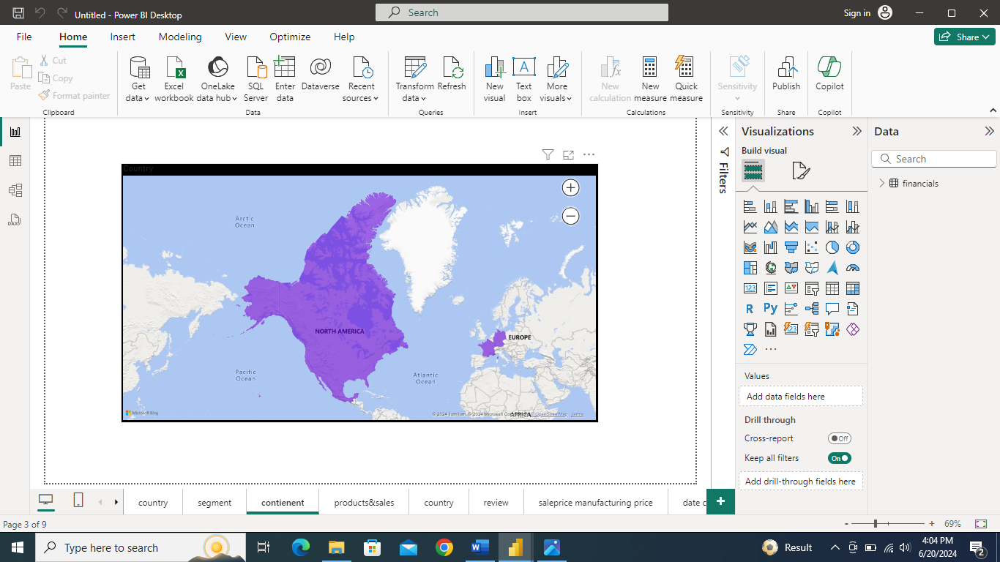 Untitled - Power BI Desktop
Search
Sign in
File
Home
Insert
Modeling
View
Optimize
Help
Share
Paste
Cut
Copy
Format painter
Clipboard
Get data
Excel workbook
OneLake data hub
SQL Server
Enter data
Dataverse
Recent sources
Data
Transform data
Refresh
Queries
New visual
Text box
More visuals
Insert
New calculation
New measure
Quick measure
Calculations
Sensitivity
Sensitivity
Publish
Share
Copilot
Copilot
Country
Arctic
Ocean
NORTH AMERICA
EUROPE
Pacific
Ocean
Atlantic
Ocean
AFRICA
Microsoft Bing
© 2024 TomTom, © 2024 Microsoft
OpenStreetMap
Terms
Filters
Visualizations
Build visual
123
R
Py
123
Values
Add data fields here
Drill through
Cross-report
Off
Keep all filters
On
Add drill-through fields here
Data
Search
financials
country
segment
contienent
products&sales
country
review
saleprice manufacturing price
date c
Page 3 of 9
- + 69%
Type here to search
Result
4:04 PM
6/20/2024
2